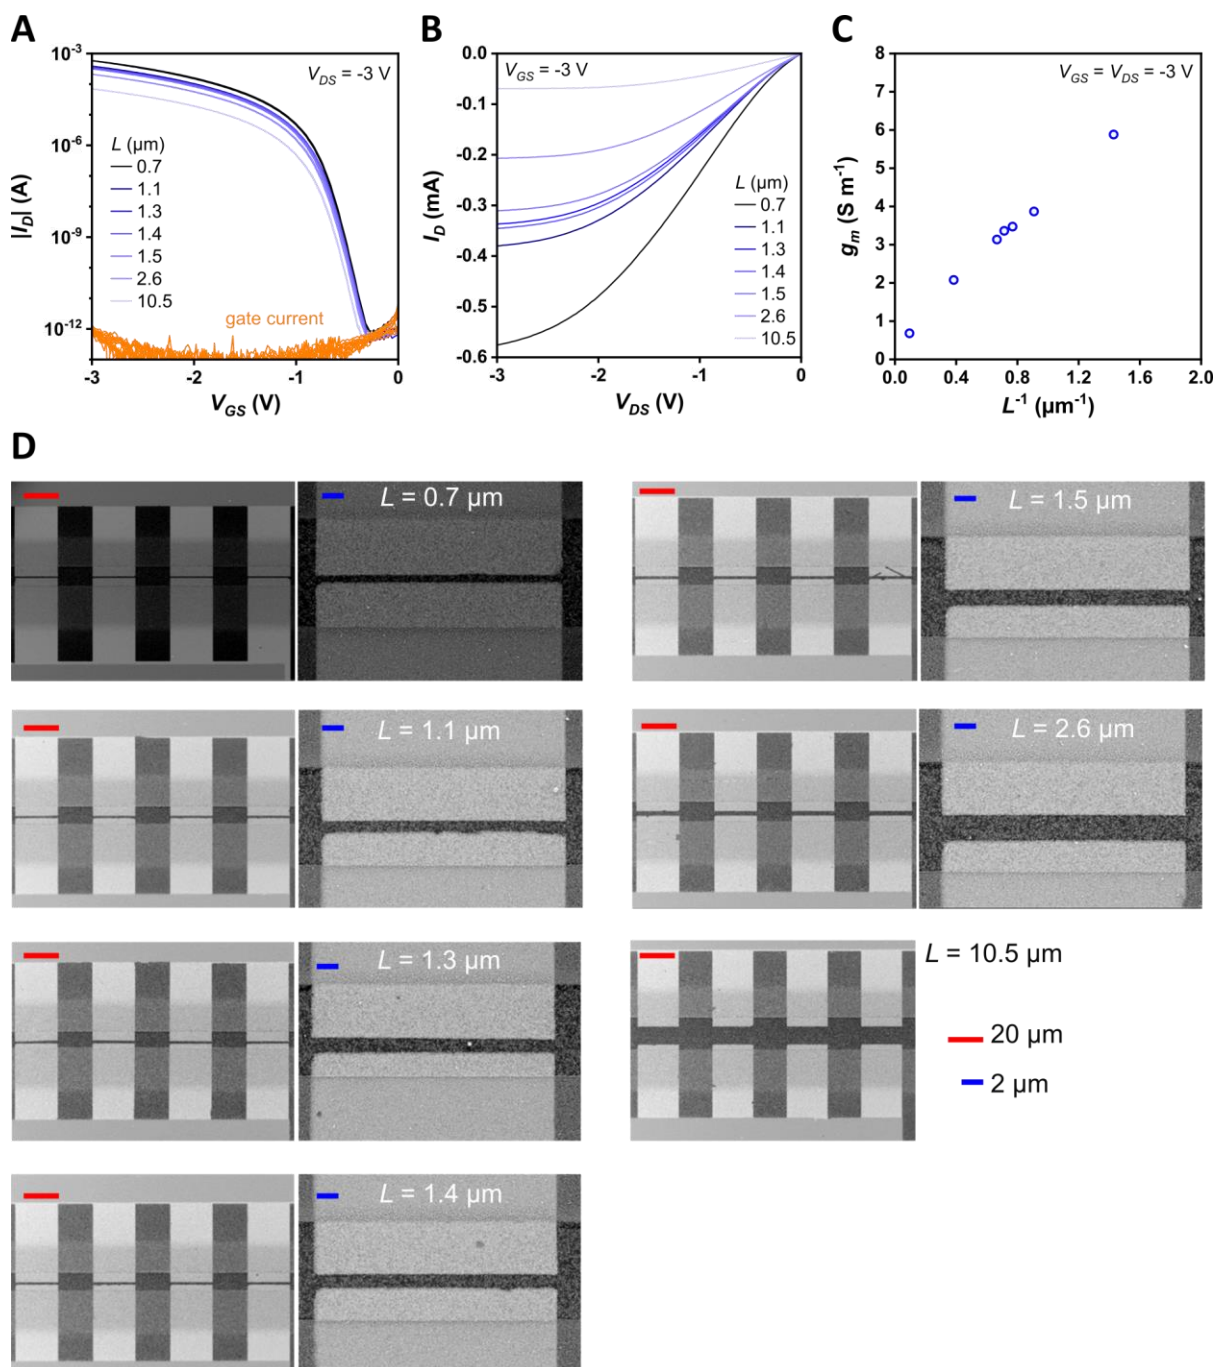 A
10⁻³
10⁻⁶
10⁻⁹
10⁻¹²
|I_D| (A)
V_DS = -3 V
L (µm)
0.7
1.1
1.3
1.4
1.5
2.6
10.5
gate current
-3
-2
-1
0
V_GS (V)
B
0.0
-0.1
-0.2
-0.3
-0.4
-0.5
-0.6
I_D (mA)
V_GS = -3 V
L (µm)
0.7
1.1
1.3
1.4
1.5
2.6
10.5
-3
-2
-1
0
V_DS (V)
C
8
7
6
5
4
3
2
1
0
g_m (S m⁻¹)
V_GS = V_DS = -3 V
0.0
0.4
0.8
1.2
1.6
2.0
L⁻¹ (µm⁻¹)
D
L = 0.7 µm
L = 1.5 µm
L = 1.1 µm
L = 2.6 µm
L = 1.3 µm
L = 10.5 µm
20 µm
2 µm
L = 1.4 µm